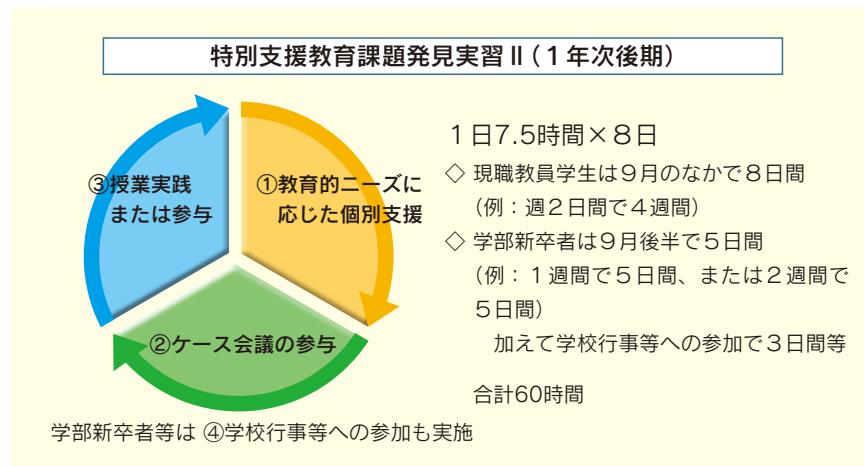 特別支援教育課題発見実習Ⅱ(1年次後期)
③授業実践
または参与
①教育的ニーズに
応じた個別支援
②ケース会議の参与
1日7.5時間×8日
◇ 現職教員学生は9月のなかで8日間
(例:週2日間で4週間)
◇ 学部新卒者は9月後半で5日間
(例:1週間で5日間、または2週間で
5日間)
加えて学校行事等への参加で3日間等
合計60時間
学部新卒者等は ④学校行事等への参加も実施